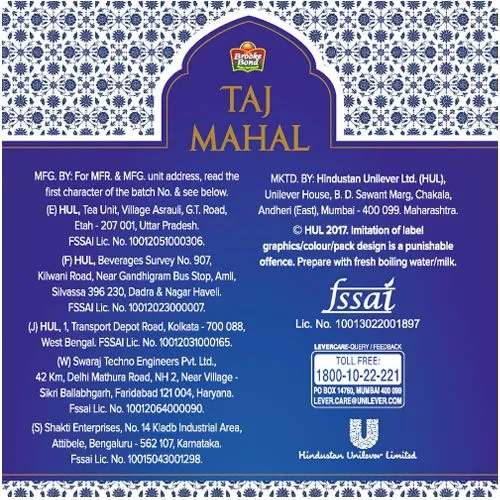 Brooke
Bond
TAJ
MAHAL
MFG. BY: For MFR. & MFG. unit address, read the
first character of the batch No. & see below.
(E) HUL, Tea Unit, Village Asrauli, G.T. Road,
Etah - 207 001, Uttar Pradesh.
FSSAI Lic. No. 10012051000306.
(F) HUL, Beverages Survey No. 907,
Kilwani Road, Near Gandhigram Bus Stop, Amli,
Silvassa 396 230, Dadra & Nagar Haveli.
FSSAI Lic. No. 10012023000007.
(J) HUL, 1, Transport Depot Road, Kolkata - 700 088,
West Bengal. FSSAI Lic. No. 10012031000165.
(W) Swaraj Techno Engineers Pvt. Ltd.,
42 Km, Delhi Mathura Road, NH 2, Near Village -
Sikri Ballabhgarh, Faridabad 121 004, Haryana.
Fssai Lic. No. 10012064000090.
(S) Shakti Enterprises, No. 14 Kiadb Industrial Area,
Attibele, Bengaluru - 562 107, Karnataka.
Fssai Lic. No. 10015043001298.
MKTD. BY: Hindustan Unilever Ltd. (HUL),
Unilever House, B. D. Sawant Marg, Chakala,
Andheri (East), Mumbai - 400 099. Maharashtra.
© HUL 2017. Imitation of label
graphics/colour/pack design is a punishable
offence. Prepare with fresh boiling water/milk.
fssai
Lic. No. 10013022001897
LEVERCARE-QUERY / FEEDBACK
TOLL FREE:
1800-10-22-221
PO BOX 14760, MUMBAI 400 099
LEVER.CARE@UNILEVER.COM
Hindustan Unilever Limited